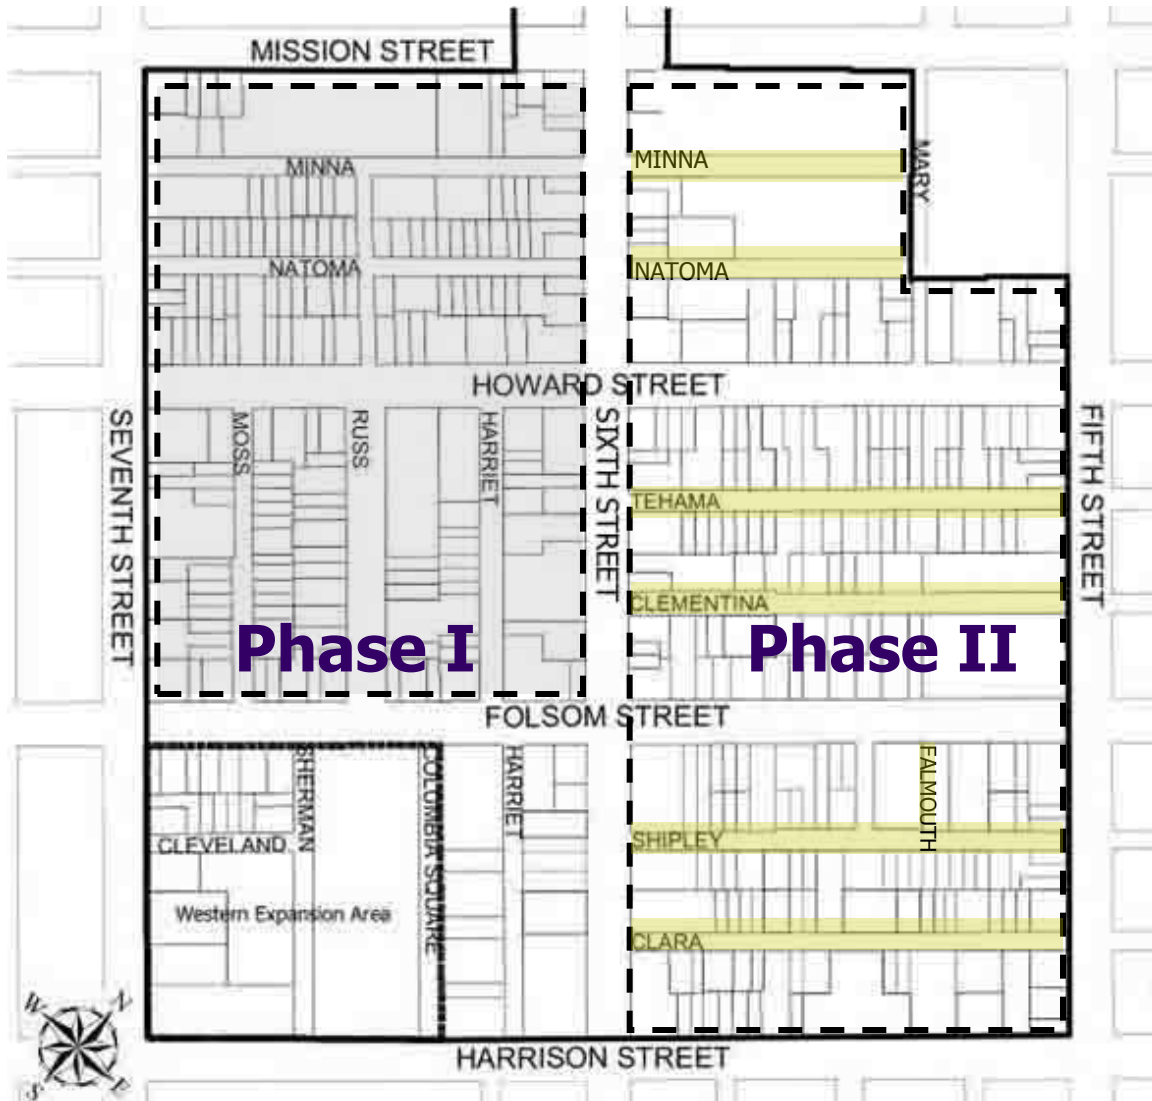 MISSION STREET
MINNA
MINNA
MARY
NATOMA
NATOMA
HOWARD STREET
SEVENTH STREET
MOSS
RUSS
HARRIET
SIXTH STREET
FIFTH STREET
TEHAMA
CLEMENTINA
Phase I
Phase II
FOLSOM STREET
SHERMAN
COLOMBIA SQUARE
HARRIET
FALMOUTH
CLEVELAND
SHIPLEY
Western Expansion Area
CLARA
W
N
S
E
HARRISON STREET